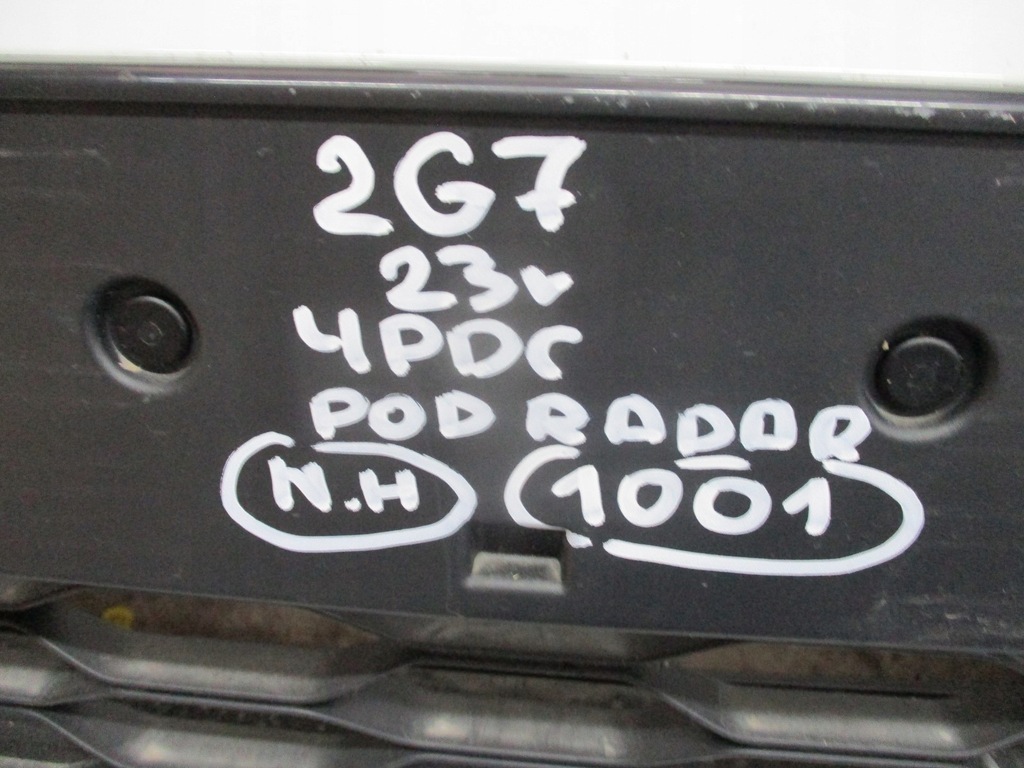 2G7
23r
4PDC
POD RADAR
N.H 1001